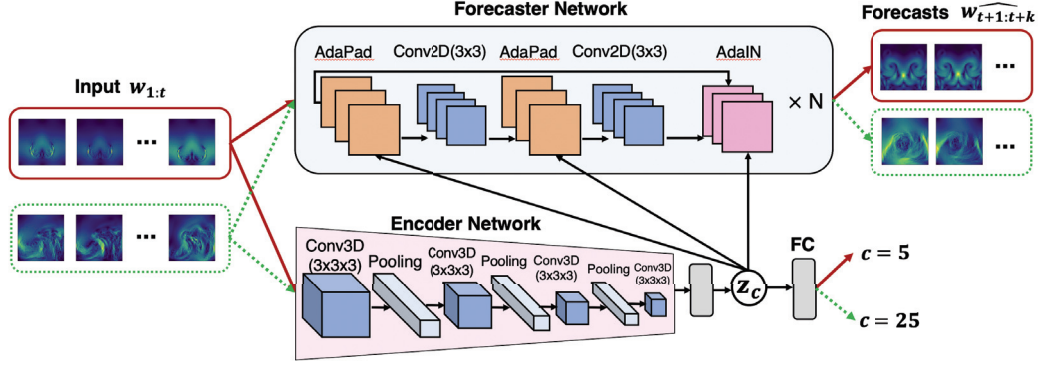 Forecaster Network
Forecasts $\widehat{w_{t+1:t+k}}$
AdaPad Conv2D(3x3) AdaPad Conv2D(3x3) AdaIN
Input $w_{1:t}$
...
...
× N
...
...
Encoder Network
Conv3D
(3x3x3)
Pooling
Conv3D
(3x3x3)
Pooling
Conv3D
(3x3x3)
Pooling
Conv3D
(3x3x3)
$z_c$
FC
c = 5
c = 25